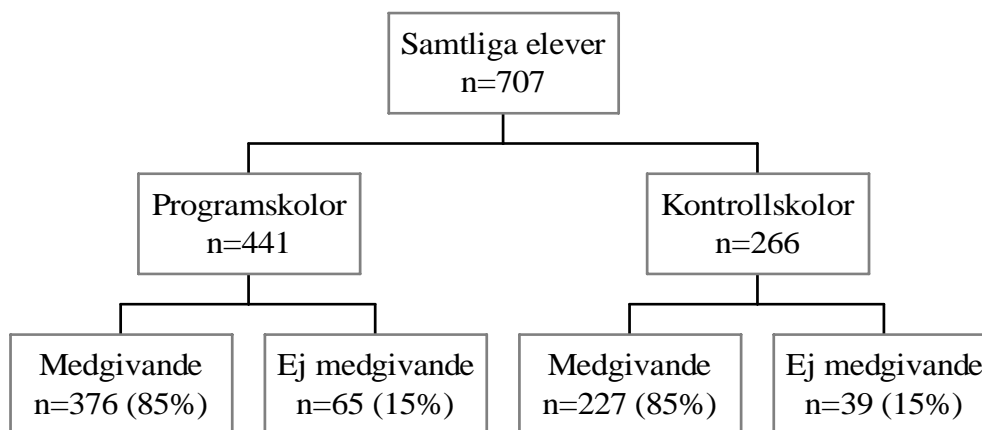 Samtliga elever
n=707
Programskolor
n=441
Kontrollskolor
n=266
Medgivande
n=376 (85%)
Ej medgivande
n=65 (15%)
Medgivande
n=227 (85%)
Ej medgivande
n=39 (15%)